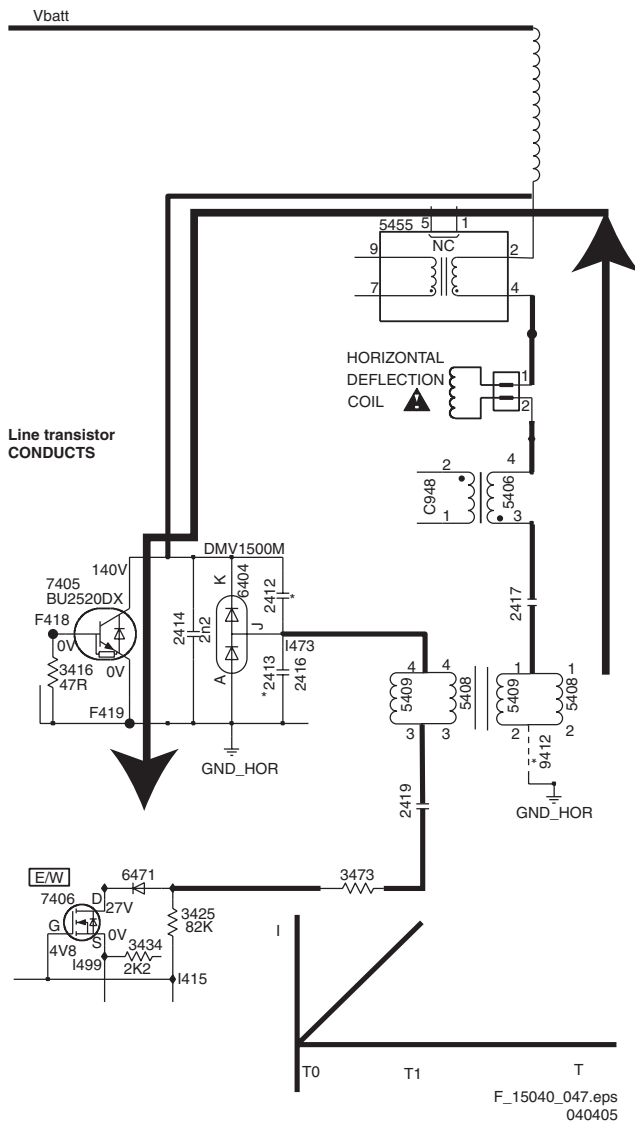 Vbatt
5 1
5455
NC
9
2
7
4
HORIZONTAL
DEFLECTION
COIL
1
2
Line transistor
CONDUCTS
2
4
C948
5406
1
3
DMV1500M
140V
7405
BU2520DX
K
6404
2412
*
2417
F418
0V
2414
2n2
J
I473
3416
47R
0V
A
*2413
2416
F419
GND_HOR
4
4
1
1
5409
5408
5409
5408
3
3
2
2
*9412
GND_HOR
2419
E/W
6471
3473
7406
D
27V
G
3425
82K
S
0V
4V8
3434
I499
2K2
I415
I
T0
T1
T
F_15040_047.eps
040405